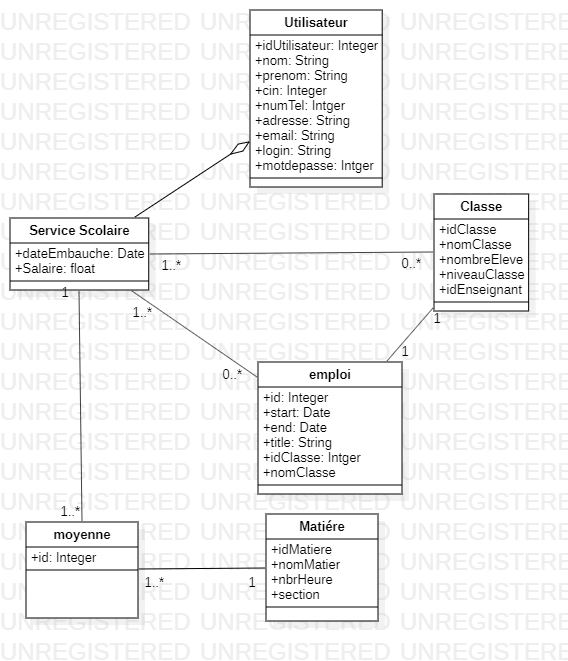 Utilisateur
+idUtilisateur: Integer
+nom: String
+prenom: String
+cin: Integer
+numTel: Intger
+adresse: String
+email: String
+login: String
+motdepasse: Intger
Service Scolaire
+dateEmbauche: Date
+Salaire: float
Classe
+idClasse
+nomClasse
+nombreEleve
+niveauClasse
+idEnseignant
1..*
0..*
1
1..*
1
1
0..*
emploi
+id: Integer
+start: Date
+end: Date
+title: String
+idClasse: Intger
+nomClasse
1..*
moyenne
+id: Integer
Matiére
+idMatiere
+nomMatier
+nbrHeure
+section
1..*
1
UNREGISTERED UNREGISTERED UNREGISTERED